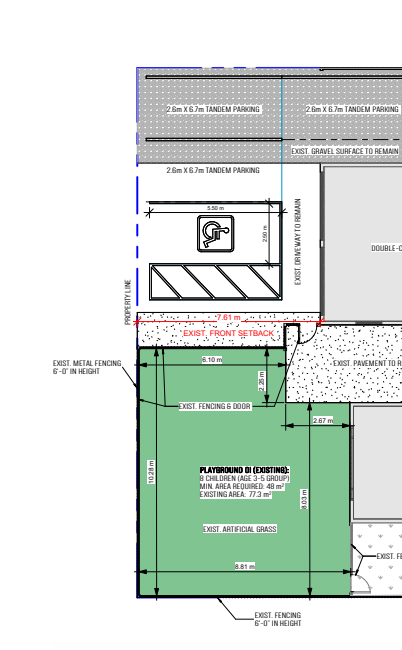 2.6m X 6.7m TANDEM PARKING
2.6m X 6.7m TANDEM PARKING
EXIST. GRAVEL SURFACE TO REMAIN
2.6m X 6.7m TANDEM PARKING
5.50 m
2.50 m
EXIST. DRIVEWAY TO REMAIN
DOUBLE-C
PROPERTY LINE
7.61 m
EXIST. FRONT SETBACK
EXIST. METAL FENCING
6'-0" IN HEIGHT
6.10 m
EXIST. PAVEMENT TO R
2.25 m
EXIST. FENCING & DOOR
2.67 m
PLAYGROUND 01 (EXISTING):
8 CHILDREN (AGE 3-5 GROUP)
MIN. AREA REQUIRED: 48 m²
EXISTING AREA: 77.3 m²
10.28 m
8.03 m
EXIST. ARTIFICIAL GRASS
EXIST. FE
8.81 m
EXIST. FENCING
6'-0" IN HEIGHT